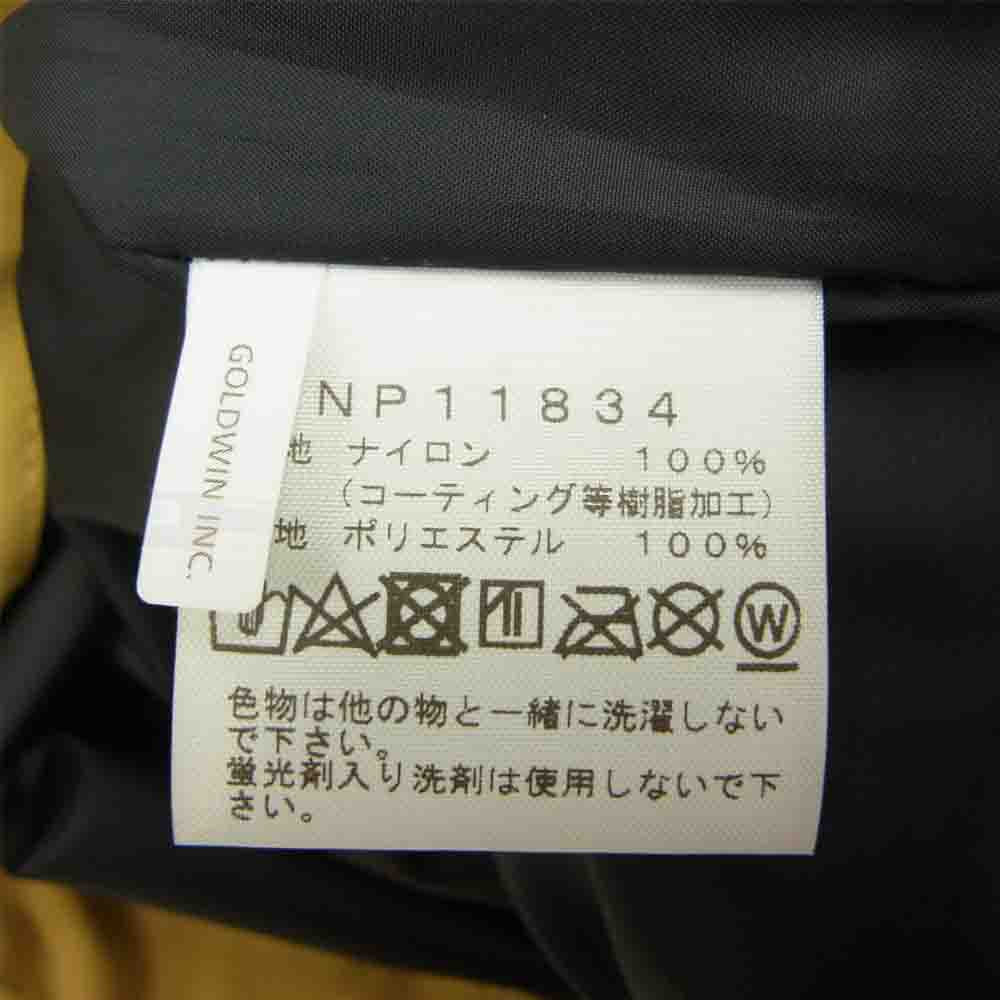 GOLDWIN INC.
NP11834
地 ナイロン 100%
(コーティング等樹脂加工)
地 ポリエステル 100%
W
色物は他の物と一緒に洗濯しない
で下さい。
蛍光剤入り洗剤は使用しないで下
さい。